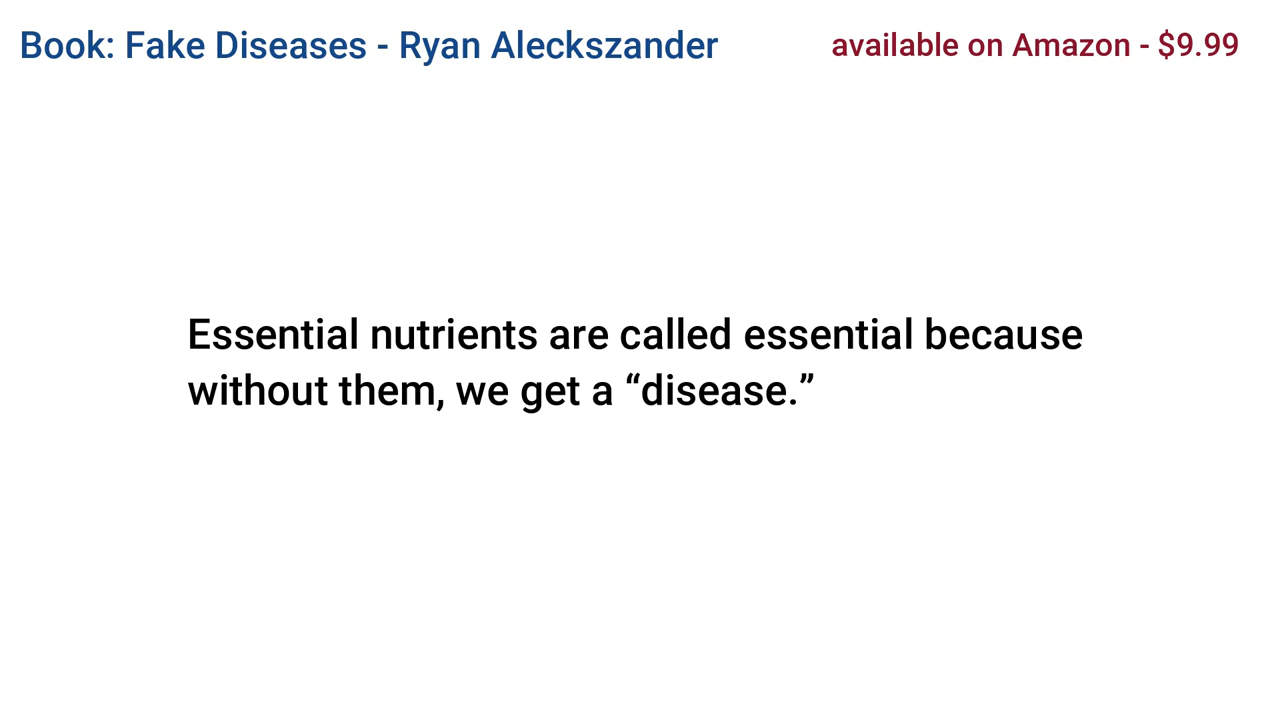 Book: Fake Diseases - Ryan Aleckszander
available on Amazon - $9.99
Essential nutrients are called essential because
without them, we get a “disease.”